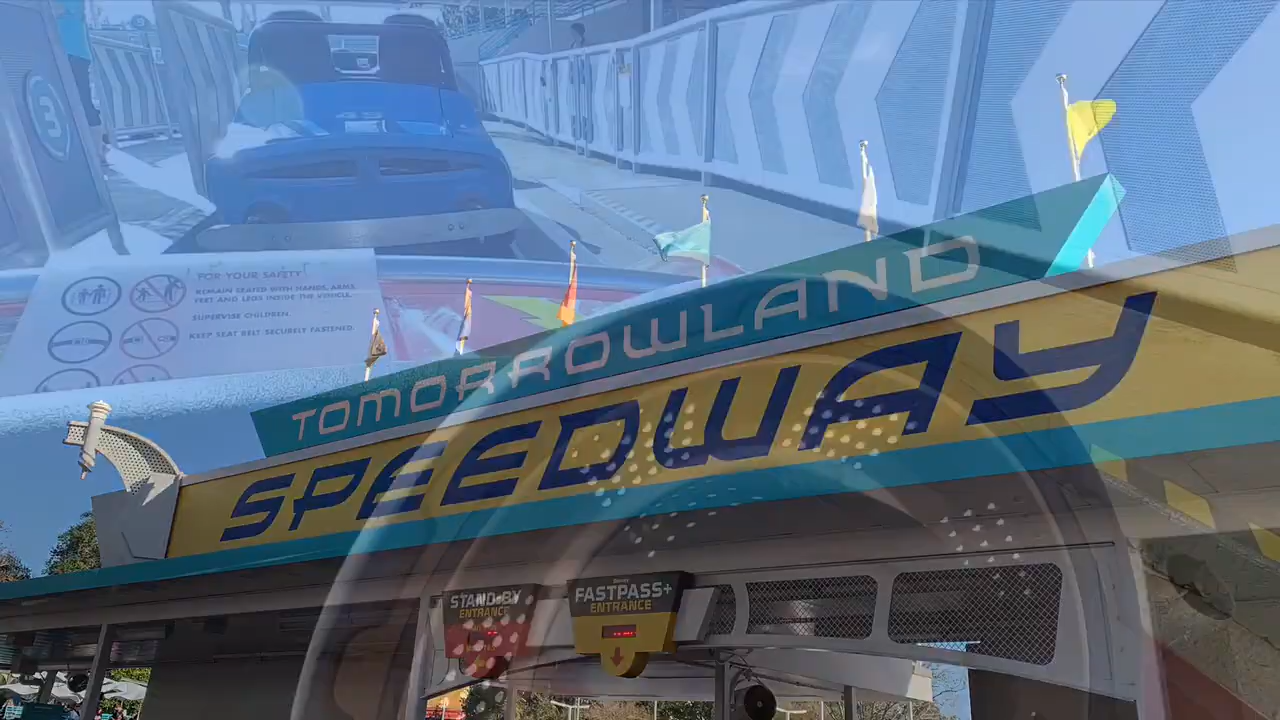 3
FOR YOUR SAFETY
REMAIN SEATED WITH HANDS, ARMS,
FEET AND LEGS INSIDE THE VEHICLE.
SUPERVISE CHILDREN.
KEEP SEAT BELT SECURELY FASTENED.
TOMORROWLAND
SPEEDWAY
STAND-BY
ENTRANCE
FASTPASS+
ENTRANCE